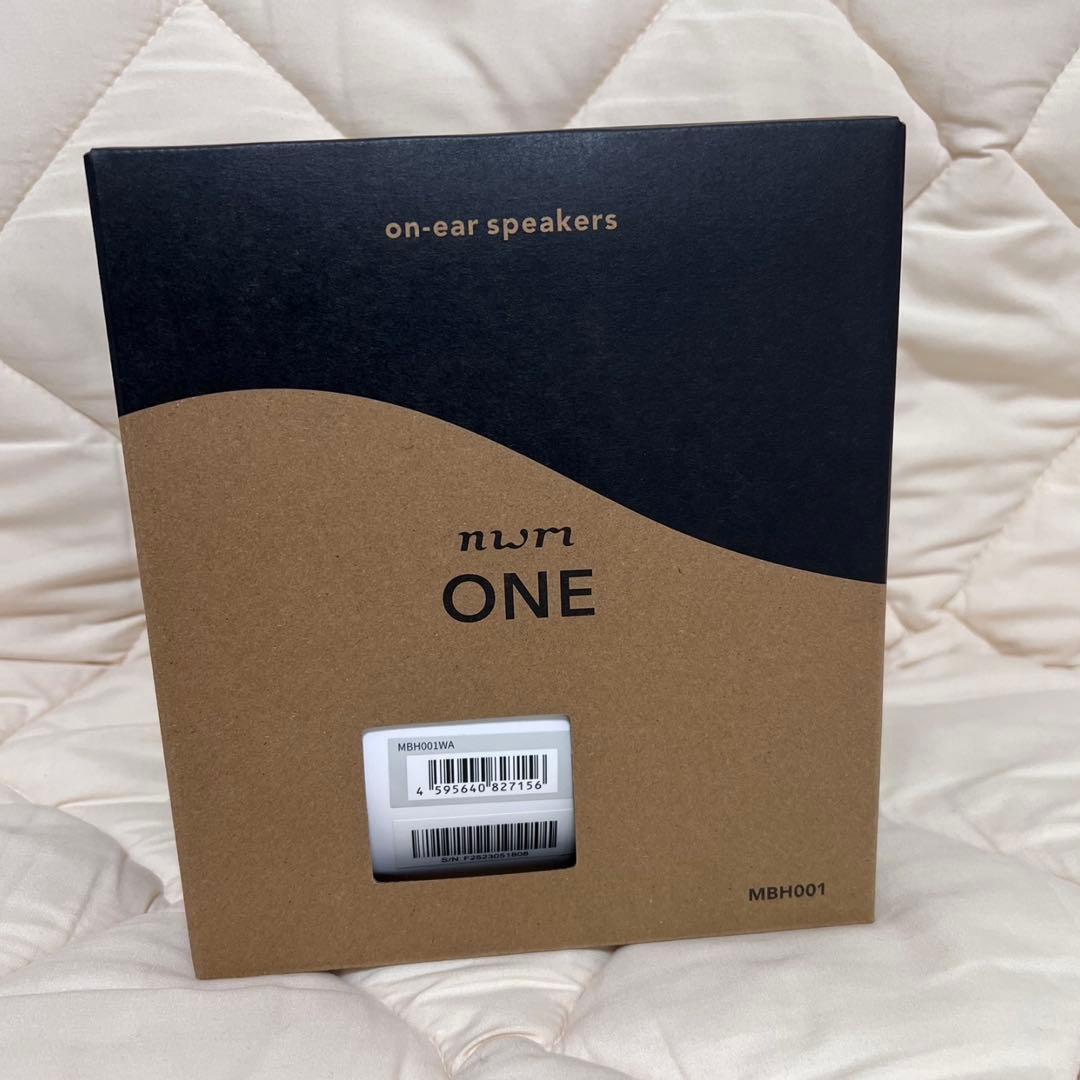 on-ear speakers
nwm
ONE
MBH001WA
4 595640 827156
S/N F2523051808
MBH001